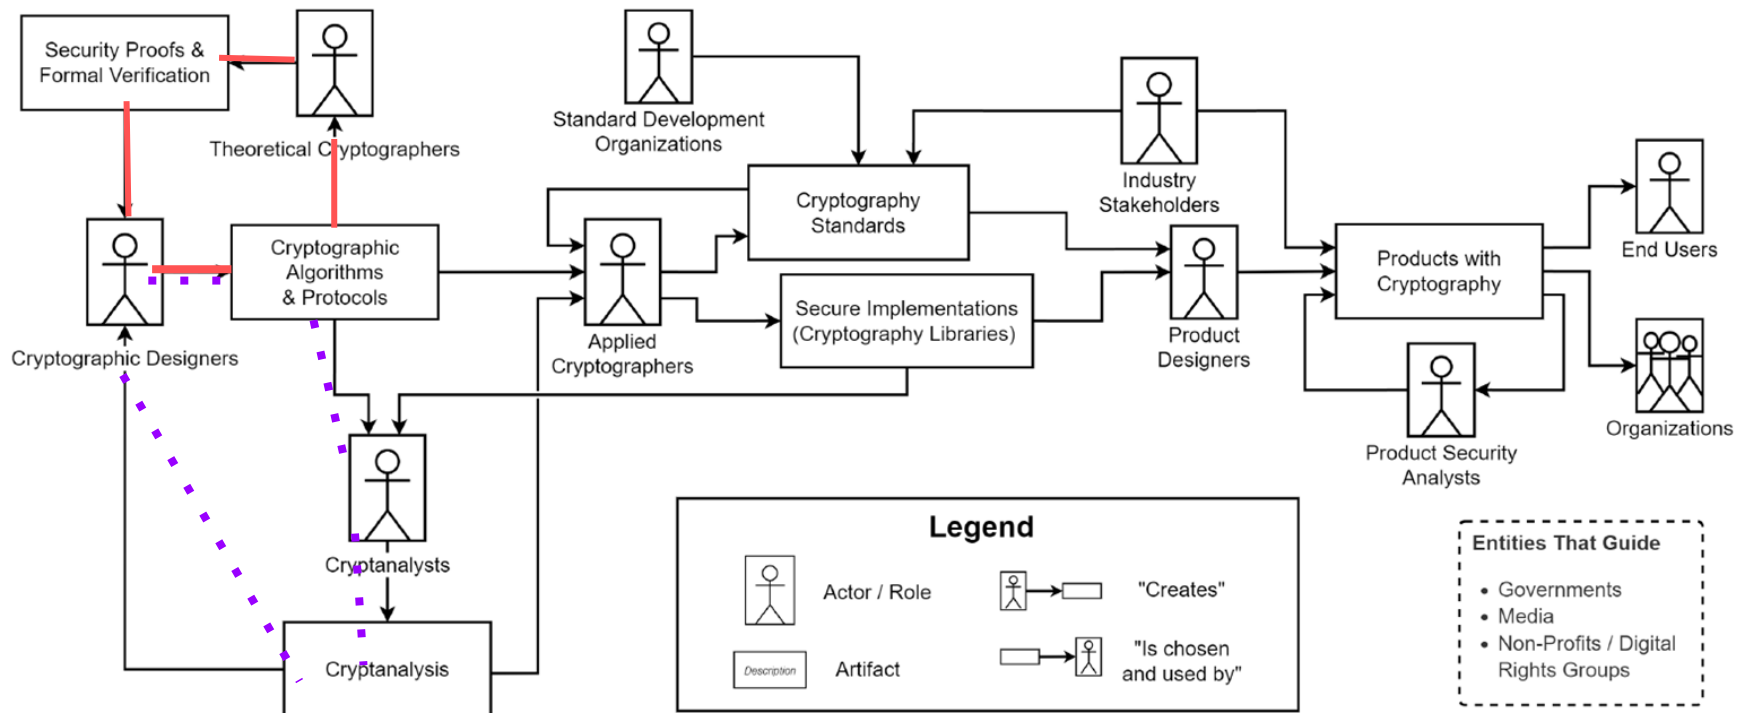 Security Proofs &
Formal Verification
Theoretical Cryptographers
Standard Development
Organizations
Industry
Stakeholders
Cryptography
Standards
End Users
Cryptographic
Algorithms
& Protocols
Products with
Cryptography
Secure Implementations
(Cryptography Libraries)
Cryptographic Designers
Applied
Cryptographers
Product
Designers
Organizations
Product Security
Analysts
Cryptanalysts
Cryptanalysis
Legend
Actor / Role
"Creates"
Description
Artifact
"Is chosen
and used by"
Entities That Guide
• Governments
• Media
• Non-Profits / Digital
Rights Groups